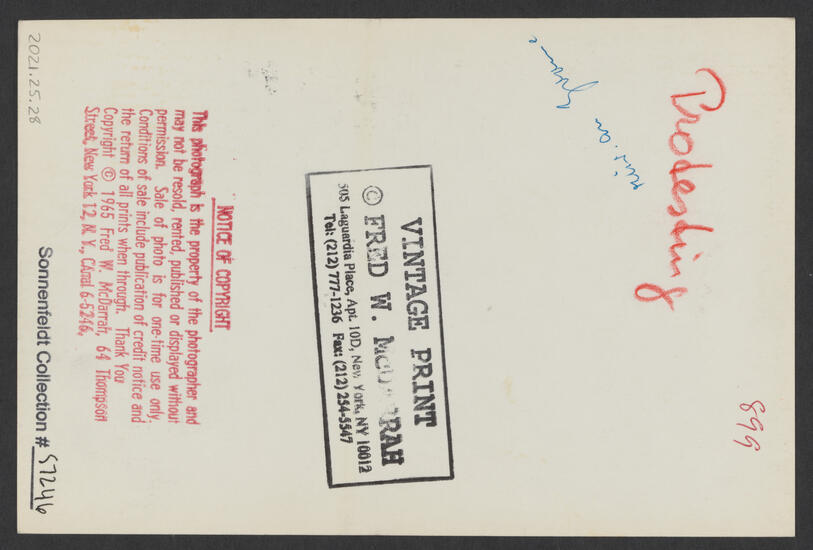 Protesting
899
VINTAGE PRINT
© FRED W. McDARRAH
505 Laguardia Place, Apt. 10D, New York, NY 10012
Tel: (212) 777-1236 Fax: (212) 254-5547
NOTICE OF COPYRIGHT
This photograph is the property of the photographer and
may not be resold, rented, published or displayed without
permission. Sale of photo is for one-time use only.
Conditions of sale include publication of credit notice and
the return of all prints when through. Thank You
Copyright © 1965 Fred W. McDarrah, 64 Thompson
Street, New York 12, N. Y., CAnal 6-5246.
Sonnenfeldt Collection # 57246
2021.25.28